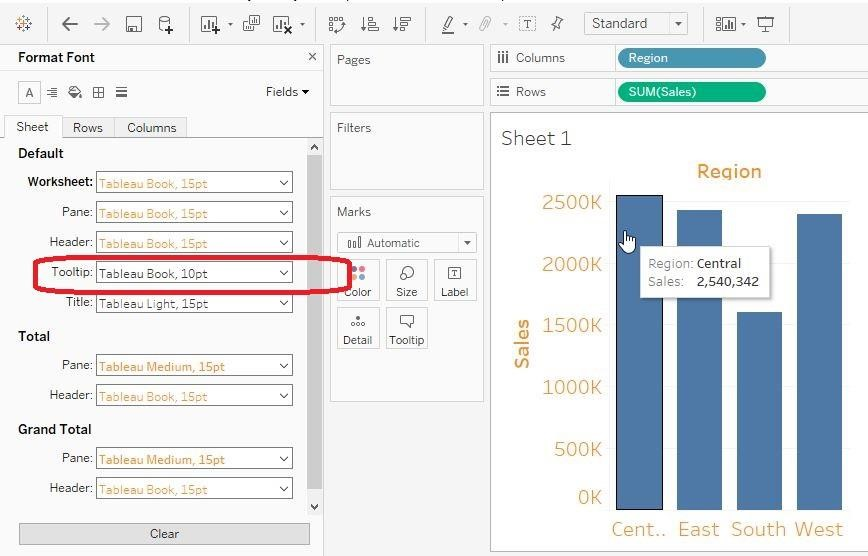 Standard
Format Font
Fields
Sheet Rows Columns
Default
Worksheet: Tableau Book, 15pt
Pane: Tableau Book, 15pt
Header: Tableau Book, 15pt
Tooltip: Tableau Book, 10pt
Title: Tableau Light, 15pt
Total
Pane: Tableau Medium, 15pt
Header: Tableau Book, 15pt
Grand Total
Pane: Tableau Medium, 15pt
Header: Tableau Book, 15pt
Clear
Pages
Filters
Marks
Automatic
Color Size Label
Detail Tooltip
Columns Region
Rows SUM(Sales)
Sheet 1
Region
2500K
2000K
1500K
1000K
500K
0K
Sales
Region: Central
Sales: 2,540,342
Cent.. East South West